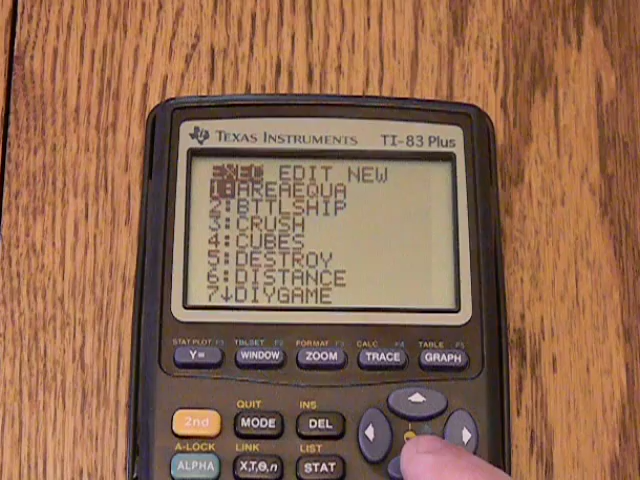 TEXAS INSTRUMENTS TI-83 Plus
EXEC EDIT NEW
1:AREAEQUA
2:BTTLSHIP
3:CRUSH
4:CUBES
5:DESTROY
6:DISTANCE
7↓DIYGAME
STAT PLOT F1 TBLSET F2 FORMAT F3 CALC F4 TABLE F5
Y= WINDOW ZOOM TRACE GRAPH
QUIT INS
2nd MODE DEL
A-LOCK LINK LIST
ALPHA X,T,Θ,n STAT